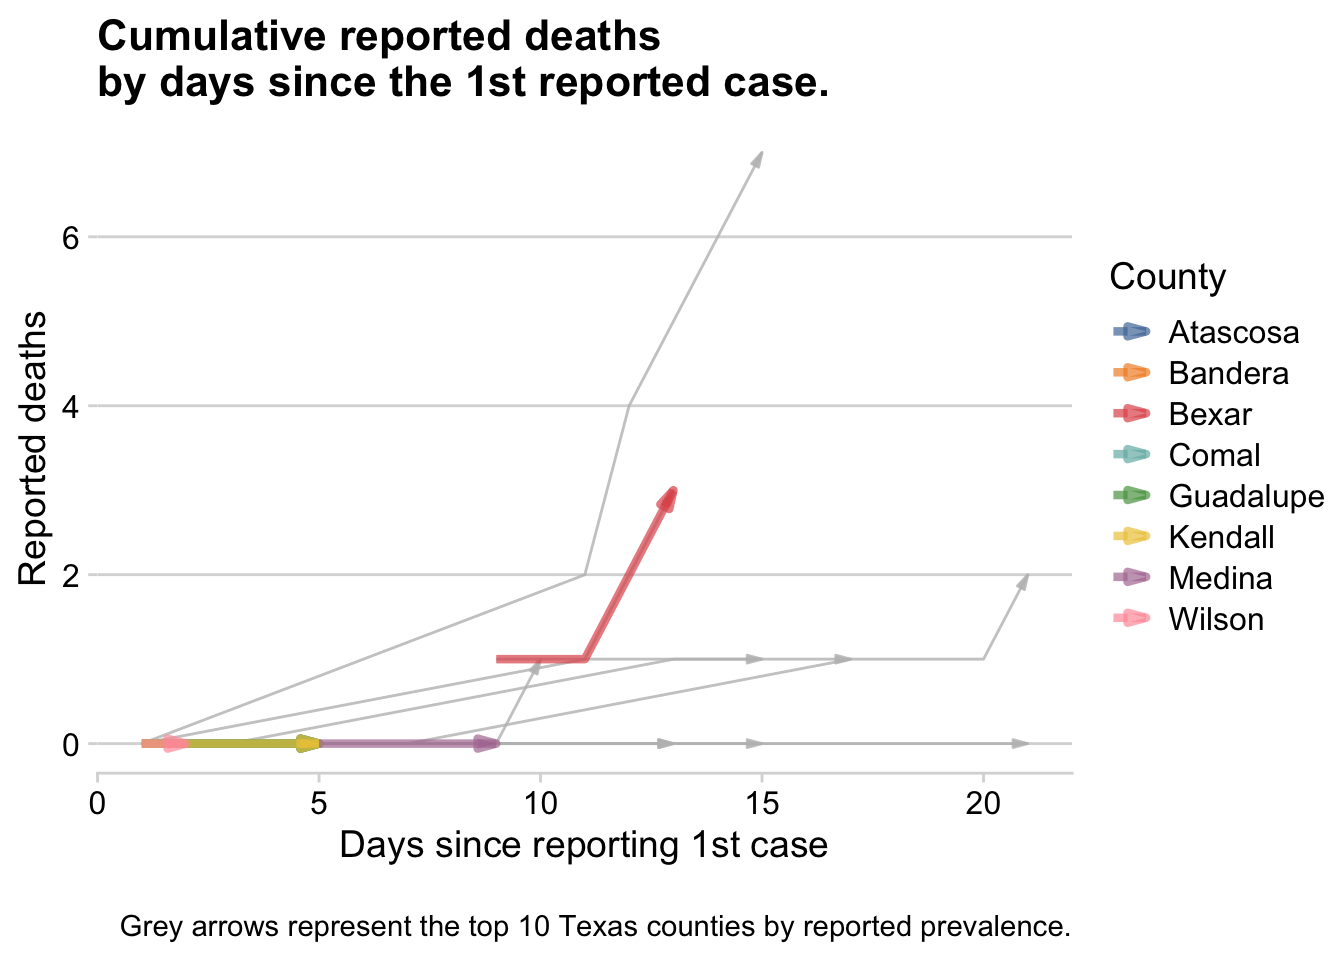 Cumulative reported deaths
by days since the 1st reported case.
Reported deaths
6
4
2
0
0 5 10 15 20
Days since reporting 1st case
County
Atascosa
Bandera
Bexar
Comal
Guadalupe
Kendall
Medina
Wilson
Grey arrows represent the top 10 Texas counties by reported prevalence.